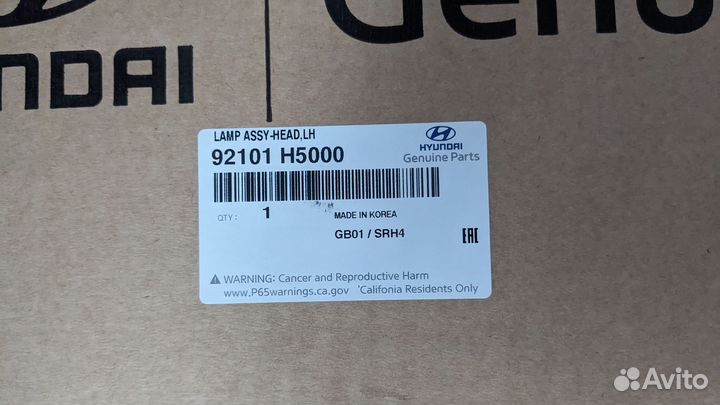 NDAI
Genu
LAMP ASSY-HEAD,LH
92101 H5000
HYUNDAI
Genuine Parts
QTY : 1
MADE IN KOREA
GB01 / SRH4
EAC
WARNING: Cancer and Reproductive Harm
www.P65warnings.ca.gov 'Califonia Residents Only
Avito